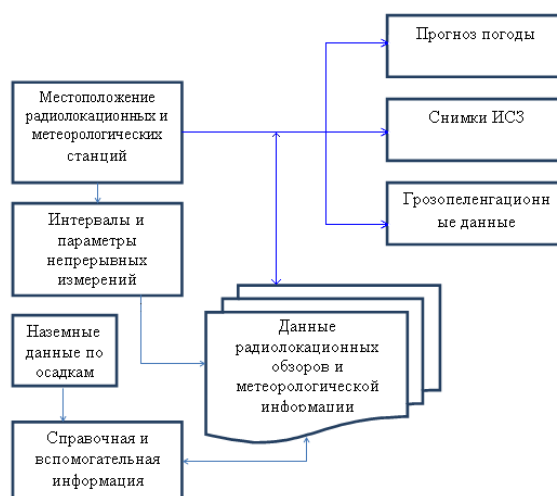 Прогноз погоды
Местоположение
радиолокационных и
метеорологических
станций
Снимки ИСЗ
Грозопеленгационн
ые данные
Интервалы и
параметры
непрерывных
измерений
Наземные
данные по
осадкам
Данные
радиолокационных
обзоров и
метеорологической
информации
Справочная и
вспомогательная
информация